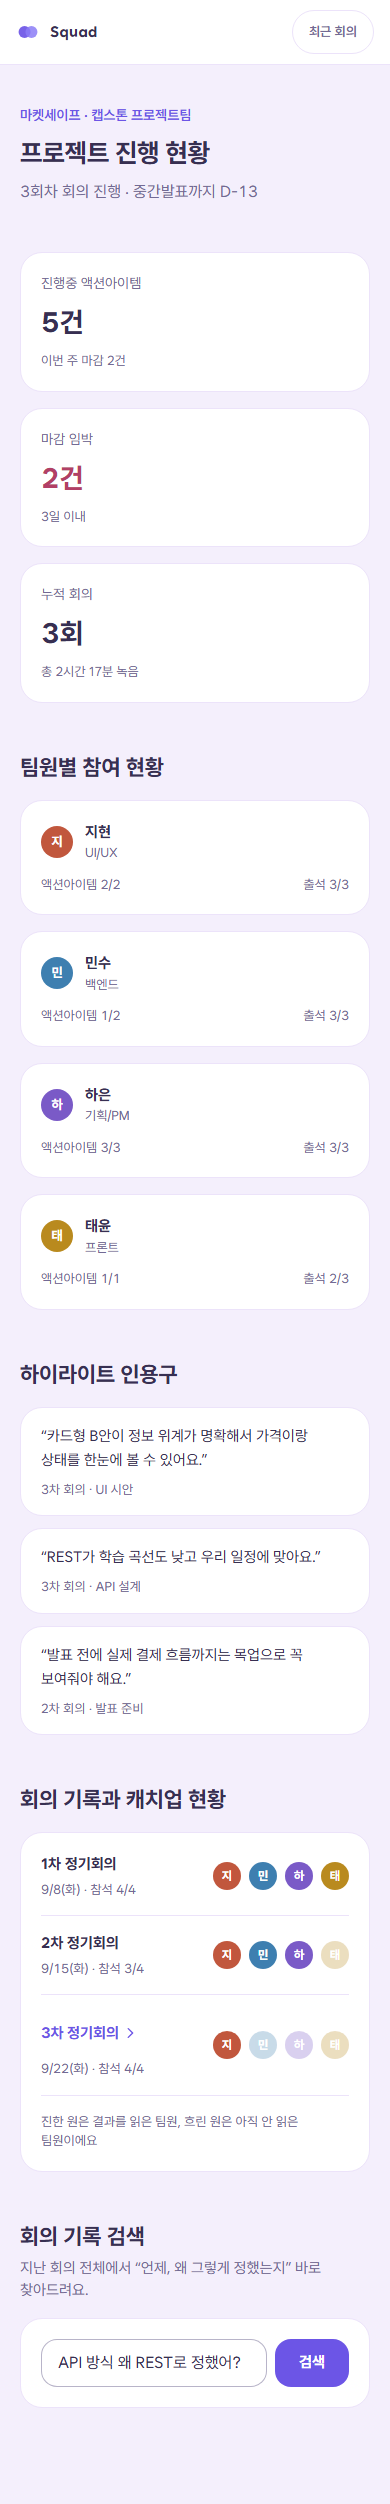 Squad
최근 회의
마켓세이프 · 캡스톤 프로젝트팀
프로젝트 진행 현황
3회차 회의 진행 · 중간발표까지 D-13
진행중 액션아이템
5건
이번 주 마감 2건
마감 임박
2건
3일 이내
누적 회의
3회
총 2시간 17분 녹음
팀원별 참여 현황
지
지현
UI/UX
액션아이템 2/2
출석 3/3
민
민수
백엔드
액션아이템 1/2
출석 3/3
하
하은
기획/PM
액션아이템 3/3
출석 3/3
태
태윤
프론트
액션아이템 1/1
출석 2/3
하이라이트 인용구
“카드형 B안이 정보 위계가 명확해서 가격이랑
상태를 한눈에 볼 수 있어요.”
3차 회의 · UI 시안
“REST가 학습 곡선도 낮고 우리 일정에 맞아요.”
3차 회의 · API 설계
“발표 전에 실제 결제 흐름까지는 목업으로 꼭
보여줘야 해요.”
2차 회의 · 발표 준비
회의 기록과 캐치업 현황
1차 정기회의
9/8(화) · 참석 4/4
지 민 하 태
2차 정기회의
9/15(화) · 참석 3/4
지 민 하 태
3차 정기회의
9/22(화) · 참석 4/4
지 민 하 태
진한 원은 결과를 읽은 팀원, 흐린 원은 아직 안 읽은
팀원이에요
회의 기록 검색
지난 회의 전체에서 “언제, 왜 그렇게 정했는지” 바로
찾아드려요.
API 방식 왜 REST로 정했어?
검색